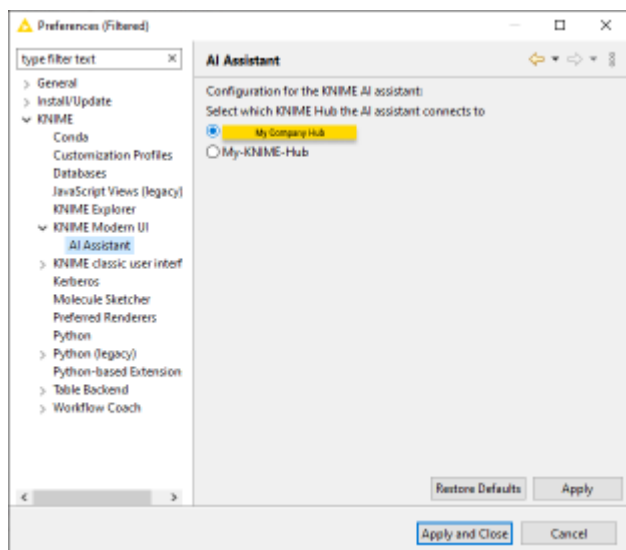 Preferences (Filtered)
type filter text
General
Install/Update
KNIME
Conda
Customization Profiles
Databases
JavaScript Views (legacy)
KNIME Explorer
KNIME Modern UI
AI Assistant
KNIME classic user interf
Kerberos
Molecule Sketcher
Preferred Renderers
Python
Python (legacy)
Python-based Extension
Table Backend
Workflow Coach
AI Assistant
Configuration for the KNIME AI assistant:
Select which KNIME Hub the AI assistant connects to
My Company Hub
My-KNIME-Hub
Restore Defaults
Apply
Apply and Close
Cancel